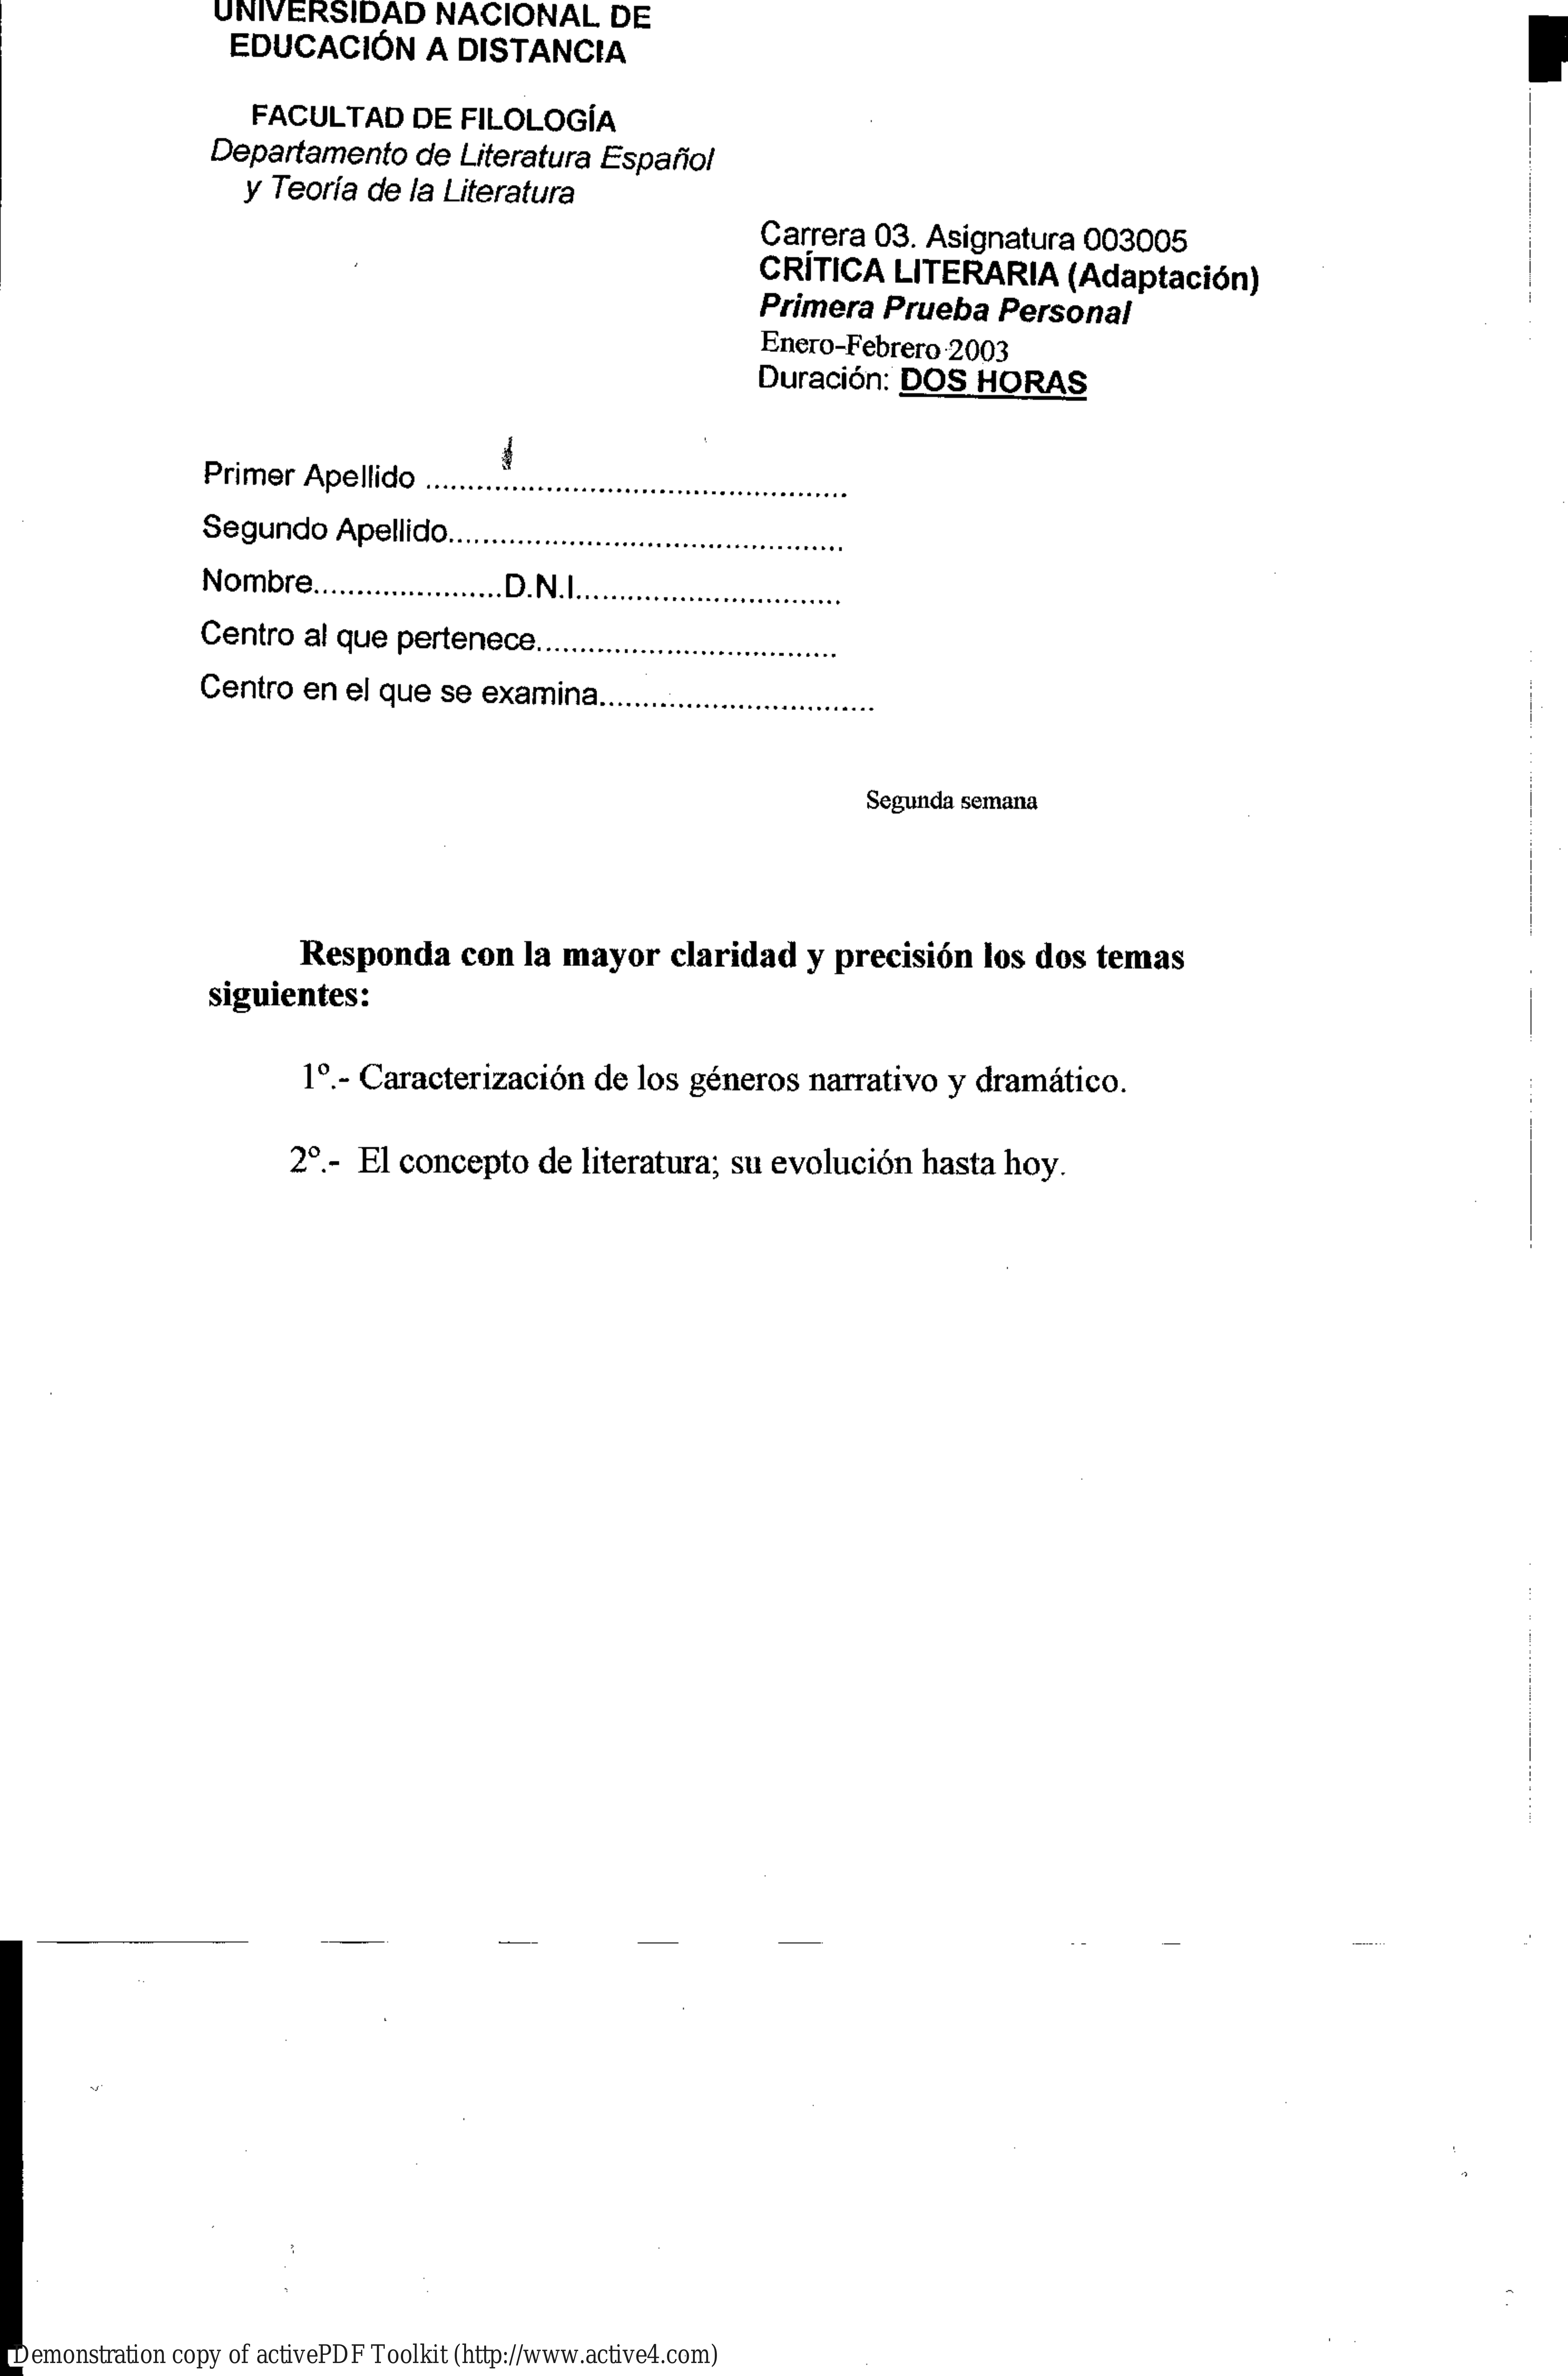 UNIVERSIDAD NACIONAL DE
EDUCACIÓN A DISTANCIA
FACULTAD DE FILOLOGÍA
Departamento de Literatura Español
y Teoría de la Literatura
Carrera 03. Asignatura 003005
CRÍTICA LITERARIA (Adaptación)
Primera Prueba Personal
Enero-Febrero 2003
Duración: DOS HORAS
Primer Apellido ..................................................
Segundo Apellido...............................................
Nombre......................D.N.I................................
Centro al que pertenece...................................
Centro en el que se examina................................
Segunda semana
Responda con la mayor claridad y precisión los dos temas
siguientes:
1º.- Caracterización de los géneros narrativo y dramático.
2º.- El concepto de literatura; su evolución hasta hoy.
Demonstration copy of activePDF Toolkit (http://www.active4.com)